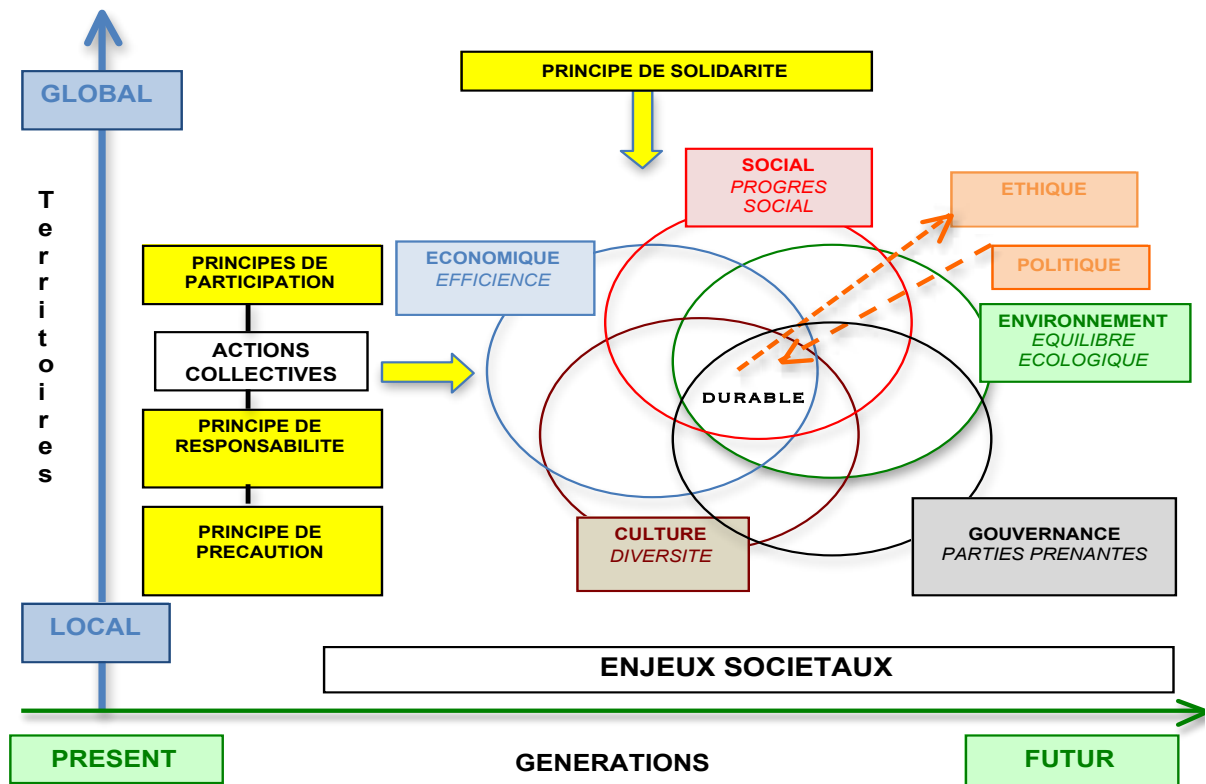 GLOBAL
PRINCIPE DE SOLIDARITE
Territoires
SOCIAL
PROGRES
SOCIAL
ETHIQUE
PRINCIPES DE
PARTICIPATION
ECONOMIQUE
EFFICIENCE
POLITIQUE
ACTIONS
COLLECTIVES
ENVIRONNEMENT
EQUILIBRE
ECOLOGIQUE
DURABLE
PRINCIPE DE
RESPONSABILITE
PRINCIPE DE
PRECAUTION
CULTURE
DIVERSITE
GOUVERNANCE
PARTIES PRENANTES
LOCAL
ENJEUX SOCIETAUX
PRESENT
GENERATIONS
FUTUR